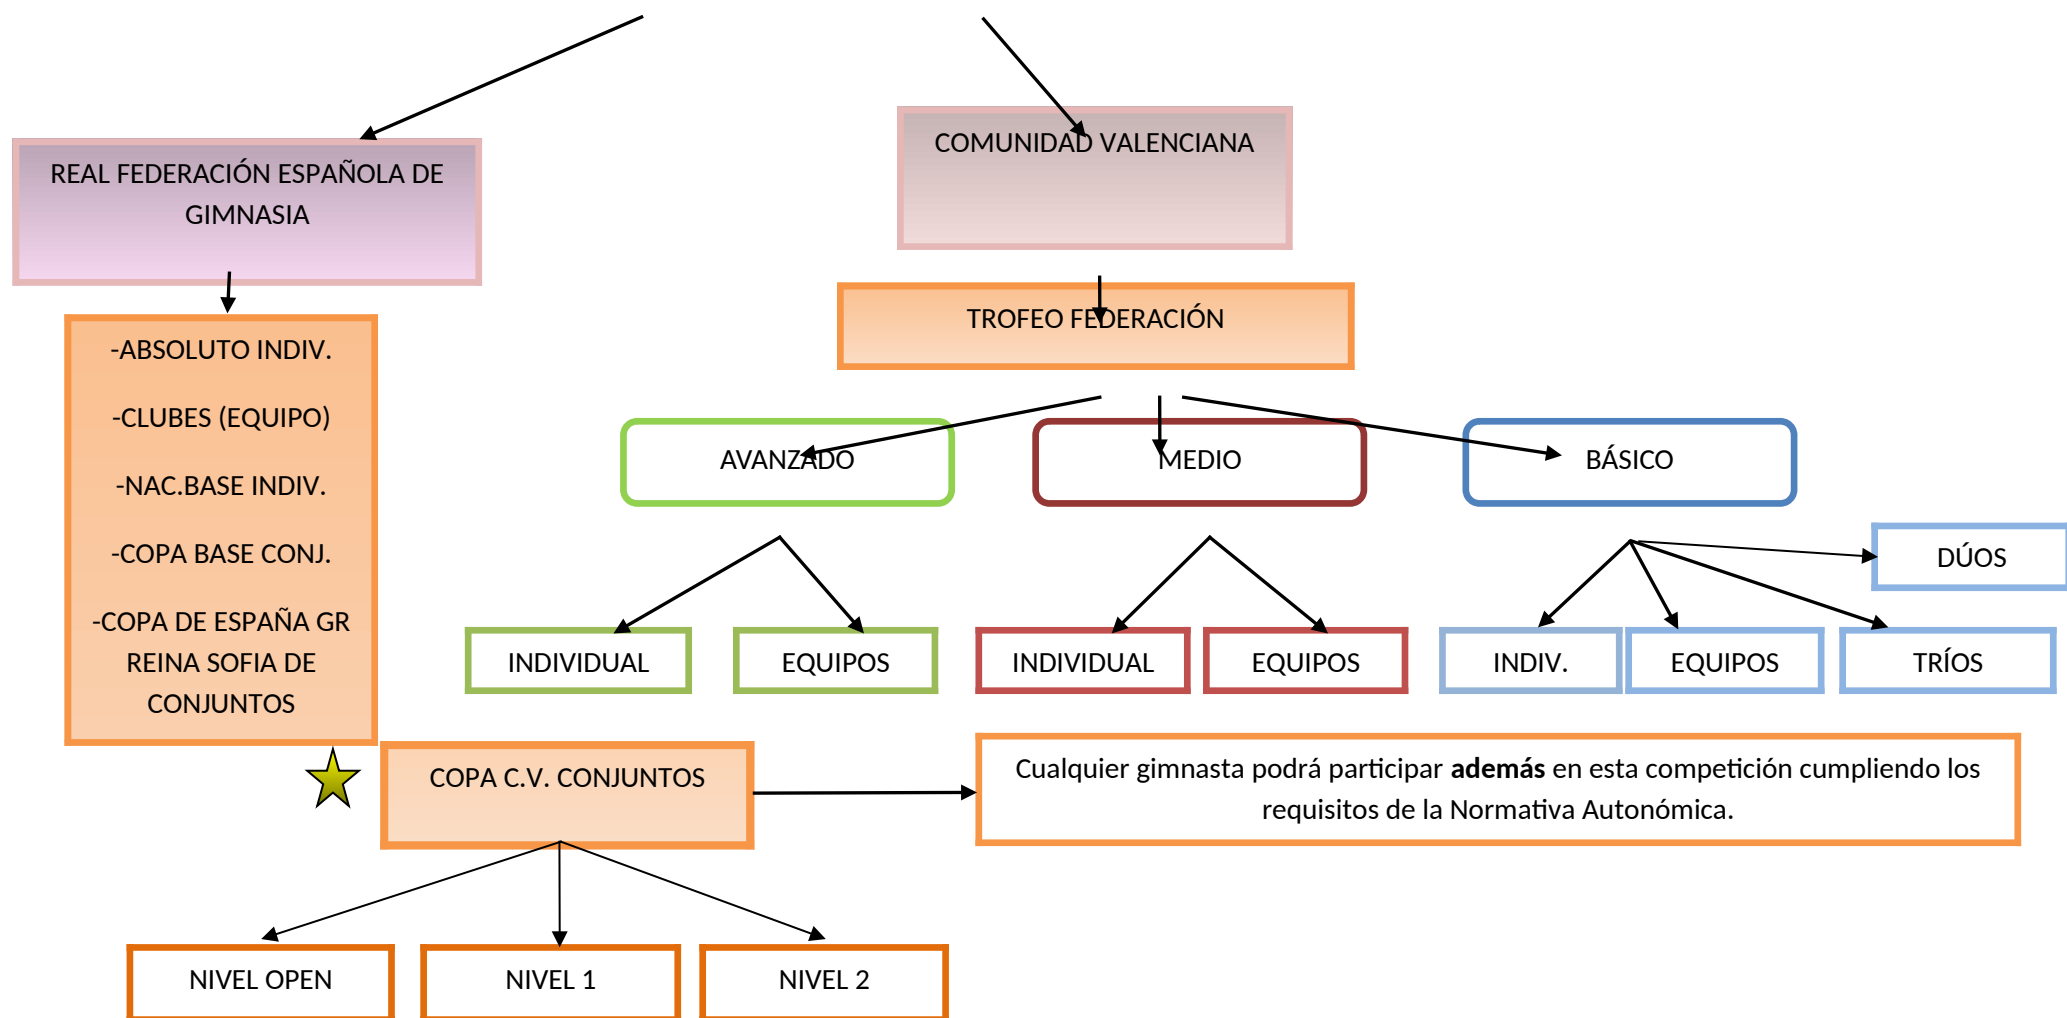 COMUNIDAD VALENCIANA
REAL FEDERACIÓN ESPAÑOLA DE
GIMNASIA
TROFEO FEDERACIÓN
-ABSOLUTO INDIV.
-CLUBES (EQUIPO)
-NAC.BASE INDIV.
-COPA BASE CONJ.
-COPA DE ESPAÑA GR
REINA SOFIA DE
CONJUNTOS
AVANZADO
MEDIO
BÁSICO
DÚOS
INDIVIDUAL
EQUIPOS
INDIVIDUAL
EQUIPOS
INDIV.
EQUIPOS
TRÍOS
COPA C.V. CONJUNTOS
Cualquier gimnasta podrá participar además en esta competición cumpliendo los
requisitos de la Normativa Autonómica.
NIVEL OPEN
NIVEL 1
NIVEL 2